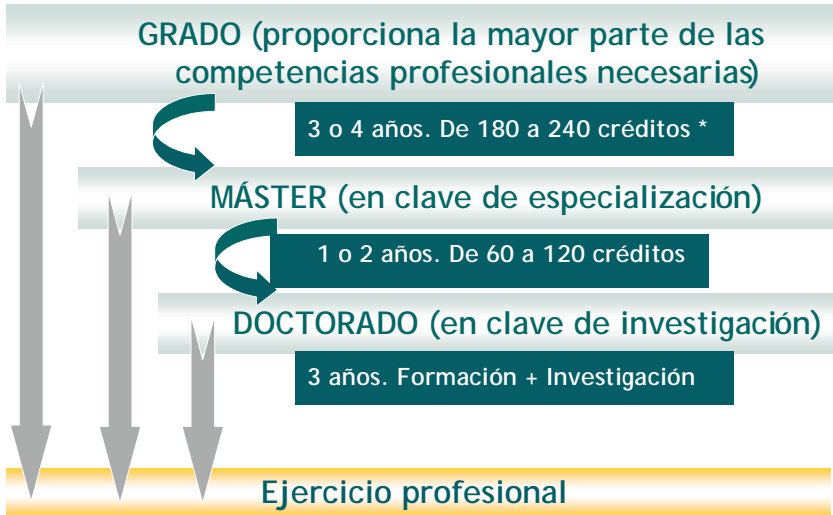 GRADO (proporciona la mayor parte de las
competencias profesionales necesarias)
3 o 4 años. De 180 a 240 créditos *
MÁSTER (en clave de especialización)
1 o 2 años. De 60 a 120 créditos
DOCTORADO (en clave de investigación)
3 años. Formación + Investigación
Ejercicio profesional